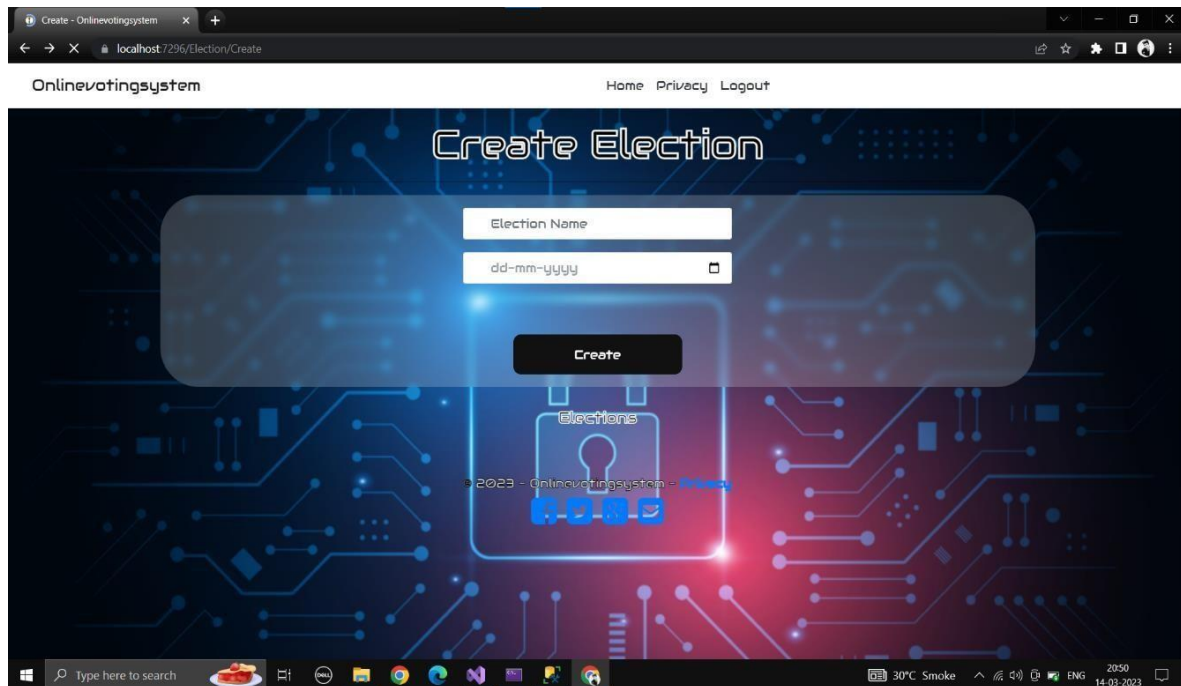 Create - Onlinevotingsystem
localhost:7296/Election/Create
Onlinevotingsystem
Home Privacy Logout
Create Election
Election Name
dd-mm-yyyy
Create
Elections
© 2023 - Onlinevotingsystem - Privacy
Type here to search
DELL
30°C Smoke
ENG
20:50
14-03-2023